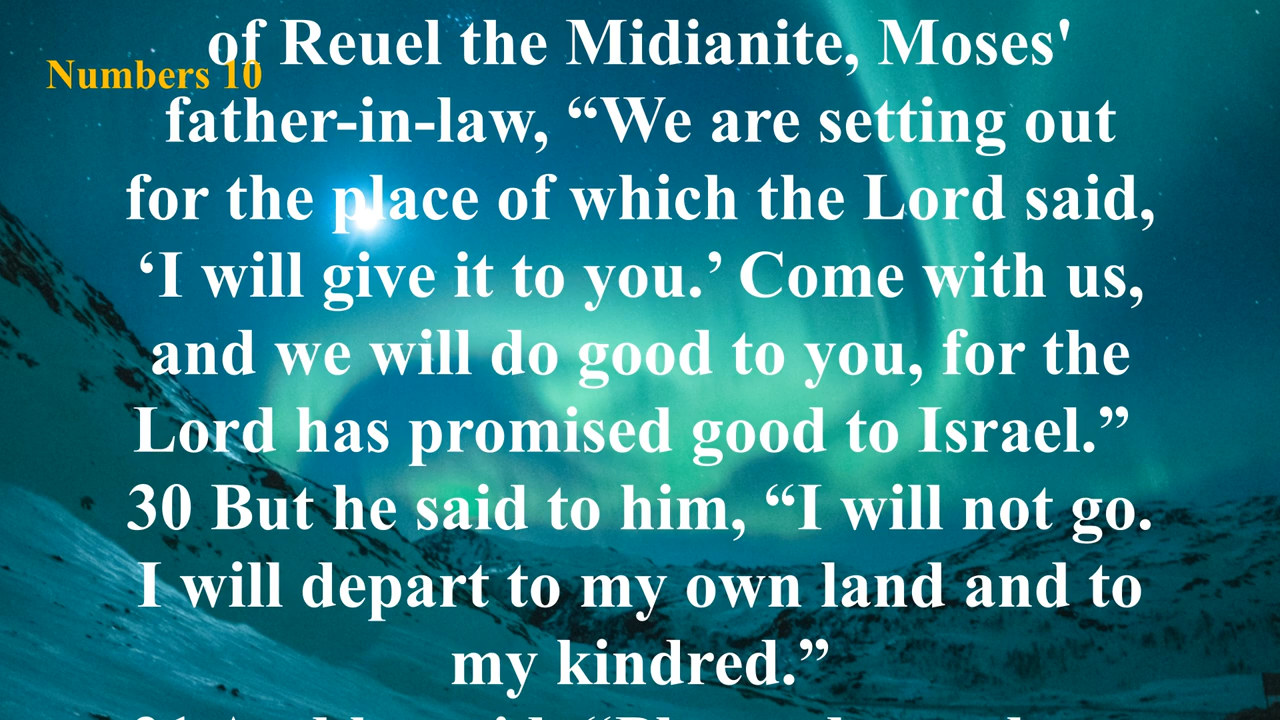 of Reuel the Midianite, Moses'
Numbers 10
father-in-law, “We are setting out
for the place of which the Lord said,
‘I will give it to you.’ Come with us,
and we will do good to you, for the
Lord has promised good to Israel.”
30 But he said to him, “I will not go.
I will depart to my own land and to
my kindred.”